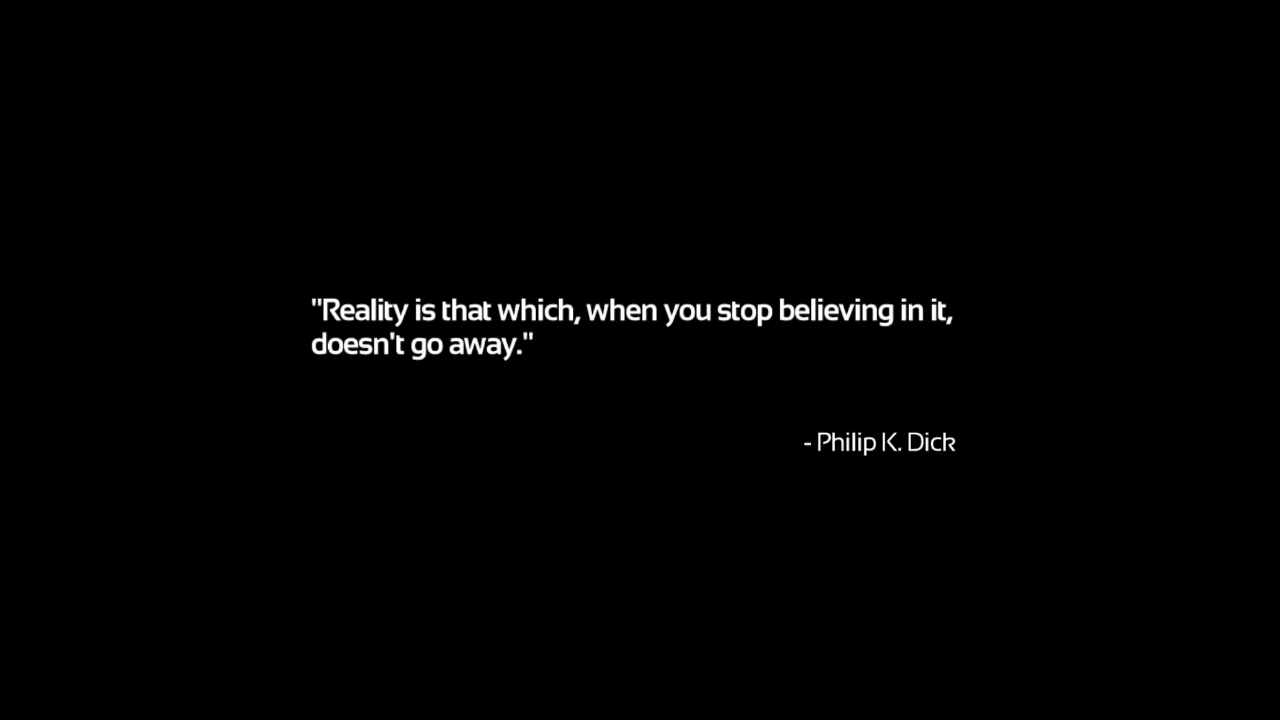 "Reality is that which, when you stop believing in it,
doesn't go away."
- Philip K. Dick